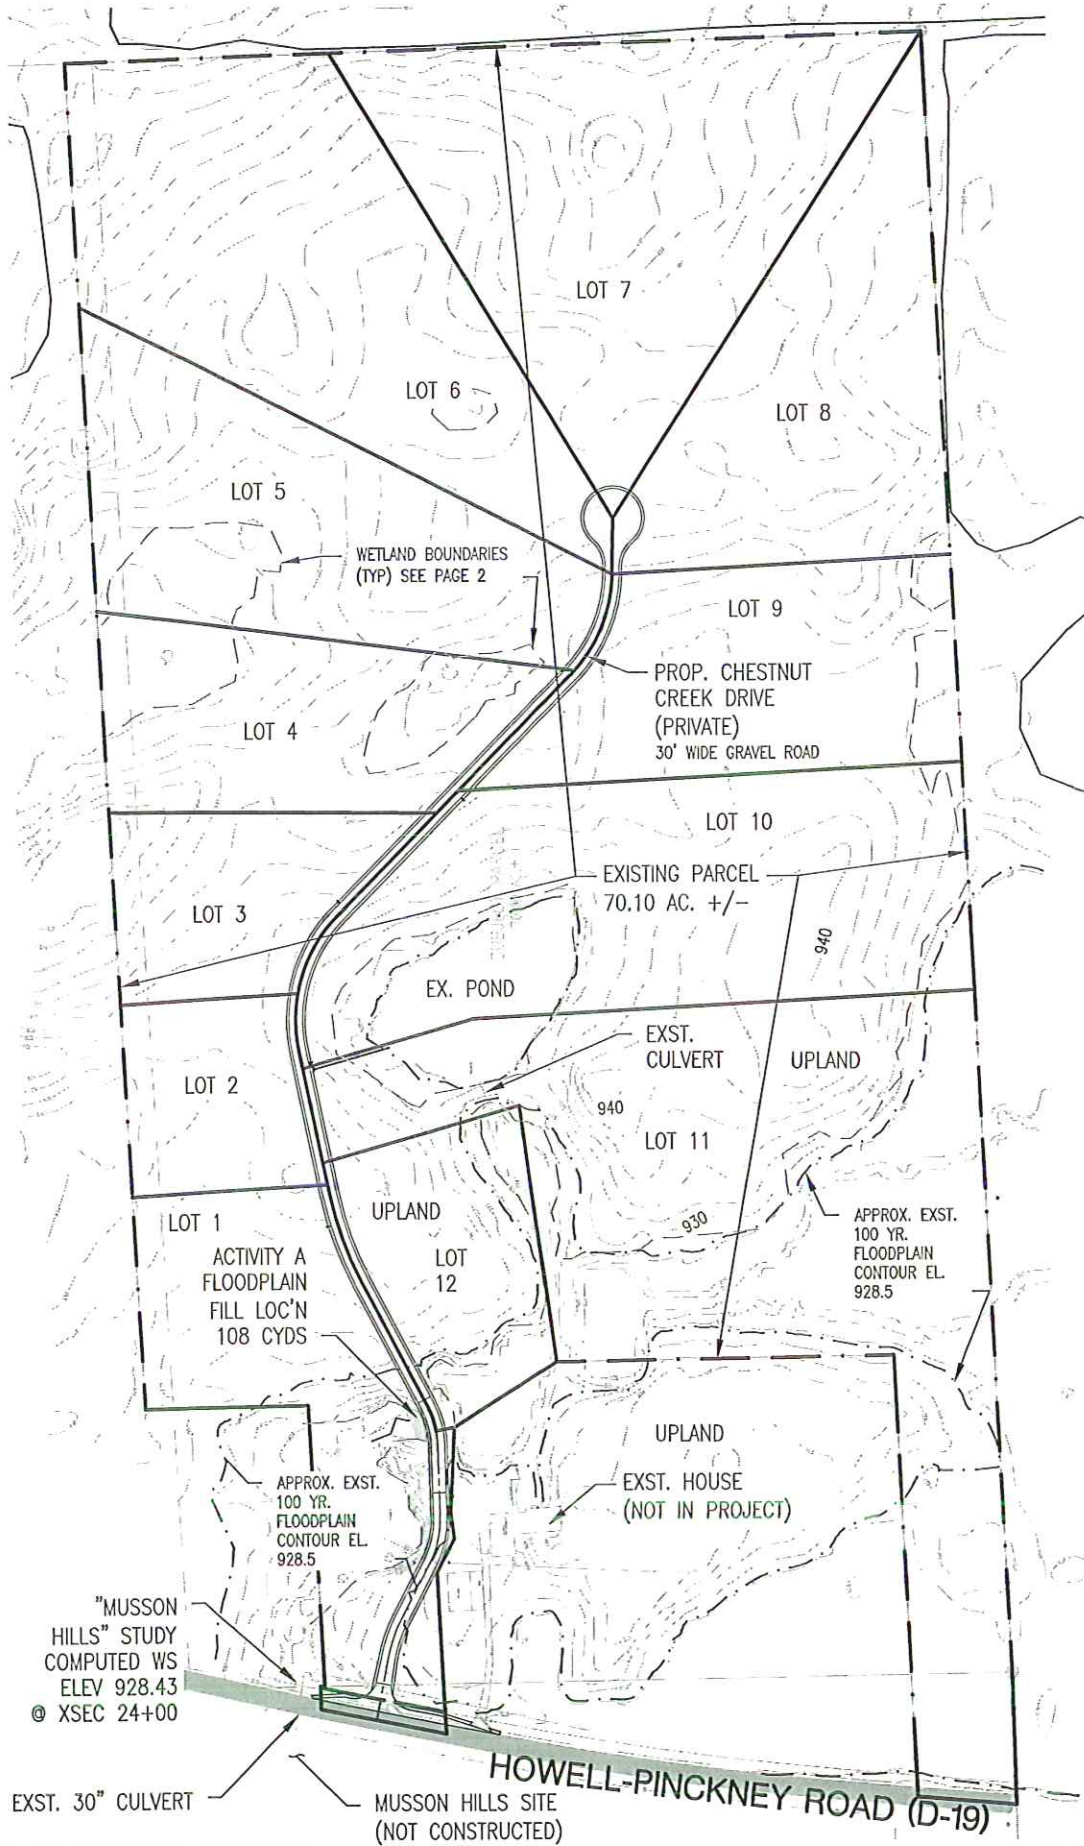 LOT 7
LOT 6
LOT 8
LOT 5
WETLAND BOUNDARIES
(TYP) SEE PAGE 2
LOT 9
PROP. CHESTNUT
CREEK DRIVE
(PRIVATE)
30' WIDE GRAVEL ROAD
LOT 4
LOT 10
EXISTING PARCEL
70.10 AC. +/-
LOT 3
940
EX. POND
EXST.
CULVERT
UPLAND
LOT 2
940
LOT 11
UPLAND
930
LOT 1
LOT
12
APPROX. EXST.
100 YR.
FLOODPLAIN
CONTOUR EL.
928.5
ACTIVITY A
FLOODPLAIN
FILL LOC'N
108 CYDS
UPLAND
EXST. HOUSE
(NOT IN PROJECT)
APPROX. EXST.
100 YR.
FLOODPLAIN
CONTOUR EL.
928.5
"MUSSON
HILLS" STUDY
COMPUTED WS
ELEV 928.43
@ XSEC 24+00
HOWELL-PINCKNEY ROAD (D-19)
EXST. 30" CULVERT
MUSSON HILLS SITE
(NOT CONSTRUCTED)